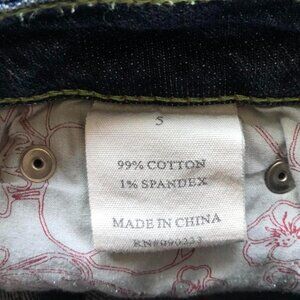 5
99% COTTON
1% SPANDEX
MADE IN CHINA